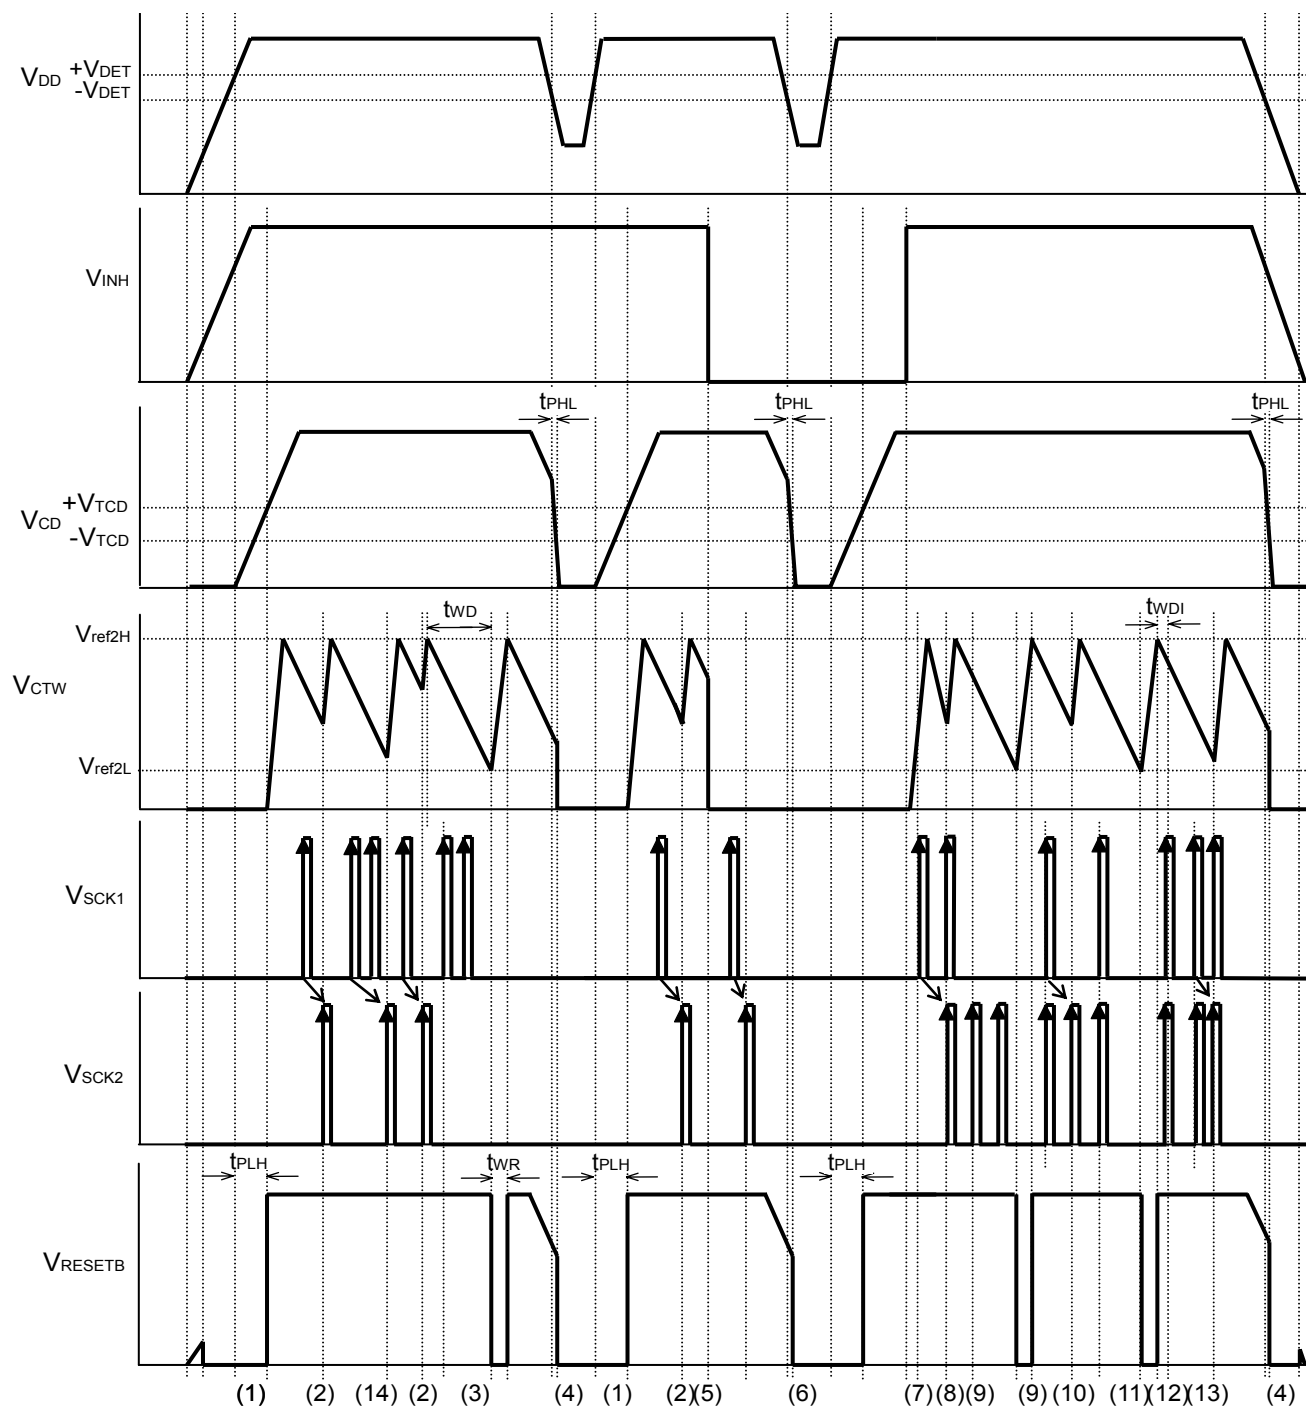 +VDET
VDD
-VDET
VINH
tPHL tPHL tPHL
+VTCD
VCD
-VTCD
tWD tWDI
Vref2H
VCTW
Vref2L
VSCK1
VSCK2
tPLH tWR tPLH tPLH
VRESETB
(1) (2) (14) (2) (3) (4) (1) (2)(5) (6) (7)(8)(9) (9) (10) (11)(12)(13) (4)